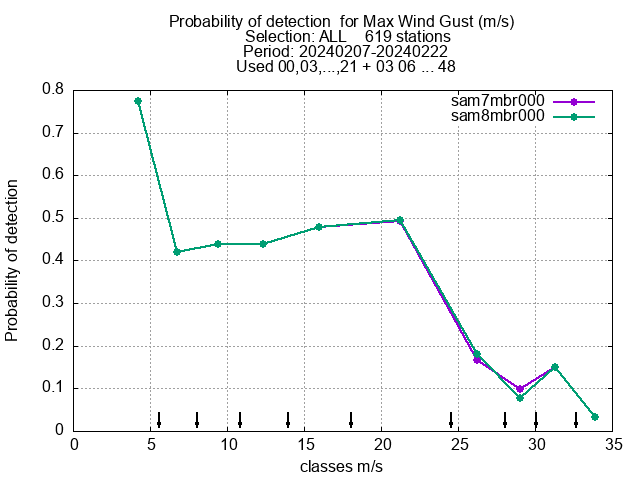 Probability of detection  for Max Wind Gust (m/s)
Selection: ALL    619 stations
Period: 20240207-20240222
Used 00,03,...,21 + 03 06 ... 48
sam7mbr000
sam8mbr000
Probability of detection
0.8
0.7
0.6
0.5
0.4
0.3
0.2
0.1
0
0 5 10 15 20 25 30 35
classes m/s